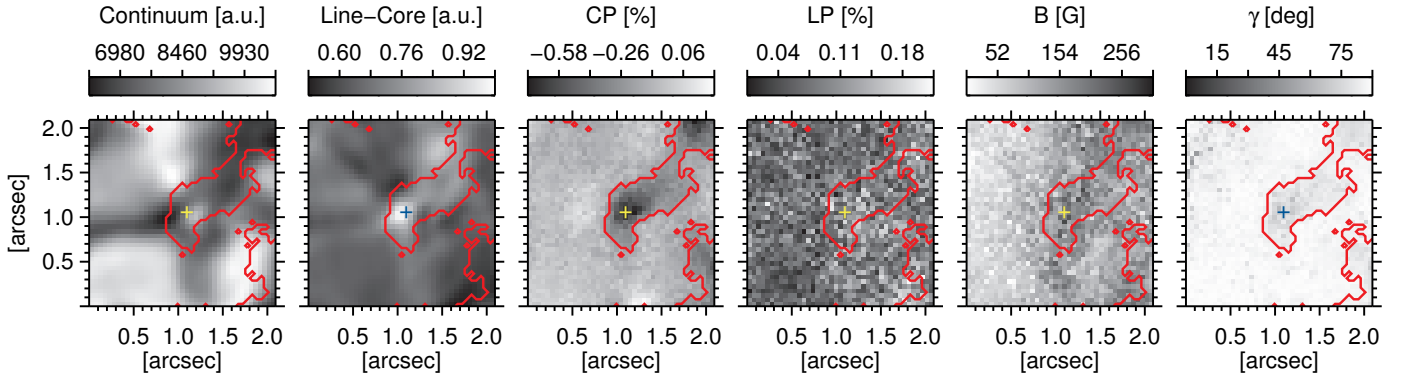 Continuum [a.u.] Line−Core [a.u.] CP [%] LP [%] B [G] γ [deg]
6980 8460 9930 0.60 0.76 0.92 −0.58 −0.26 0.06 0.04 0.11 0.18 52 154 256 15 45 75
2.0
1.5
1.0
0.5
[arcsec]
0.5 1.0 1.5 2.0 0.5 1.0 1.5 2.0 0.5 1.0 1.5 2.0 0.5 1.0 1.5 2.0 0.5 1.0 1.5 2.0 0.5 1.0 1.5 2.0
[arcsec] [arcsec] [arcsec] [arcsec] [arcsec] [arcsec]